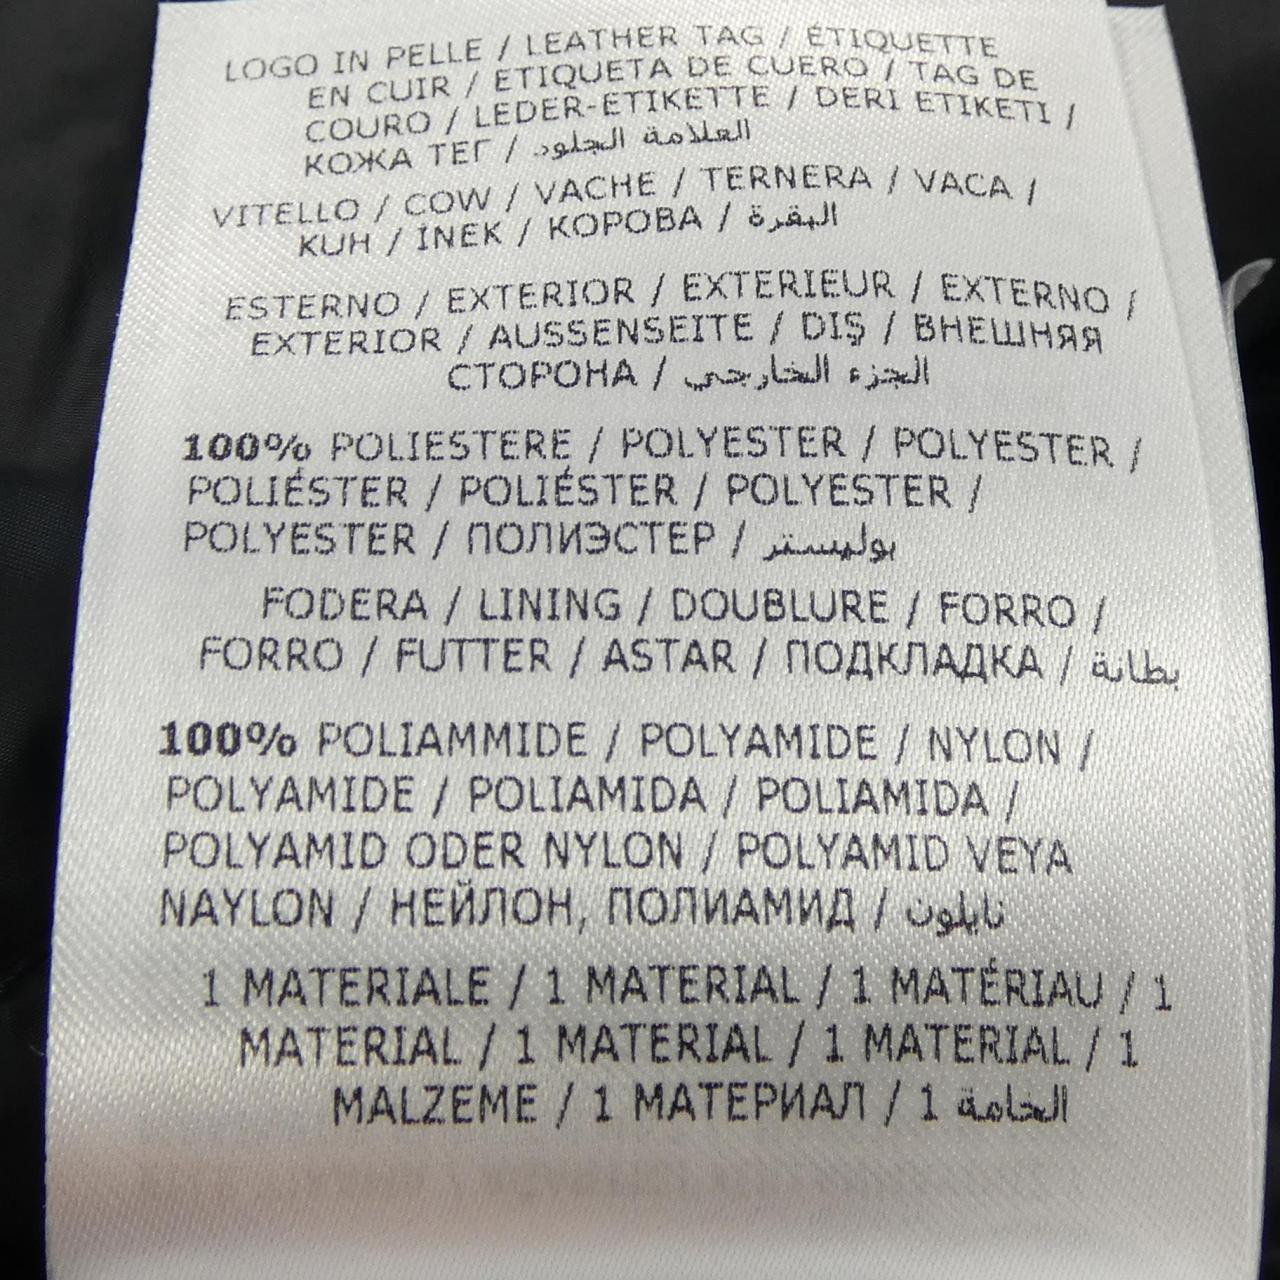 LOGO IN PELLE / LEATHER TAG / ÉTIQUETTE
EN CUIR / ETIQUETA DE CUERO / TAG DE
COURO / LEDER-ETIKETTE / DERI ETIKETI /
КОЖА ТЕГ / العلامة الجلود.
VITELLO / COW / VACHE / TERNERA / VACA /
KUH / İNEK / КОРОВА / البقرة
ESTERNO / EXTERIOR / EXTERIEUR / EXTERNO /
EXTERIOR / AUSSENSEITE / DIŞ / ВНЕШНЯЯ
СТОРОНА / الجزء الخارجي
100% POLIESTERE / POLYESTER / POLYESTER /
POLIÉSTER / POLIÉSTER / POLYESTER /
POLYESTER / ПОЛИЭСТЕР / بوليستر
FODERA / LINING / DOUBLURE / FORRO /
FORRO / FUTTER / ASTAR / ПОДКЛАДКА / بطانة
100% POLIAMMIDE / POLYAMIDE / NYLON /
POLYAMIDE / POLIAMIDA / POLIAMIDA /
POLYAMID ODER NYLON / POLYAMID VEYA
NAYLON / НЕЙЛОН, ПОЛИАМИД / نايلون
1 MATERIALE / 1 MATERIAL / 1 MATÉRIAU / 1
MATERIAL / 1 MATERIAL / 1 MATERIAL / 1
MALZEME / 1 МАТЕРИАЛ / 1 الخامة